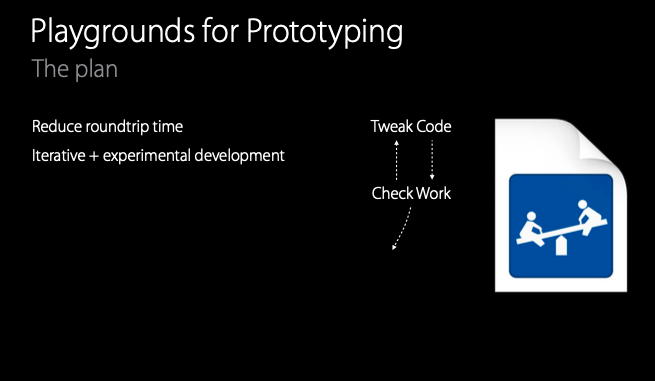 Playgrounds for Prototyping
The plan
Reduce roundtrip time
Iterative + experimental development
Tweak Code
Check Work